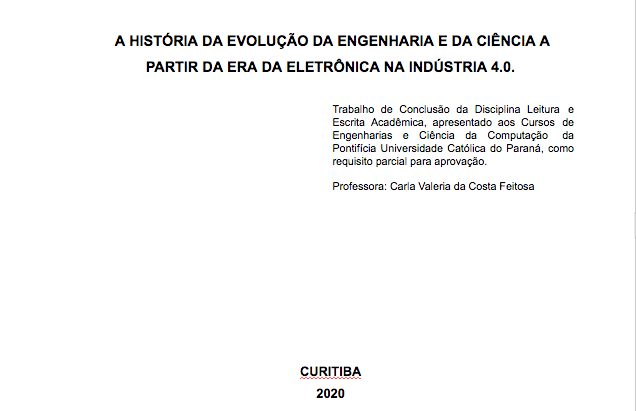 A HISTÓRIA DA EVOLUÇÃO DA ENGENHARIA E DA CIÊNCIA A
PARTIR DA ERA DA ELETRÔNICA NA INDÚSTRIA 4.0.
Trabalho de Conclusão da Disciplina Leitura e
Escrita Acadêmica, apresentado aos Cursos de
Engenharias e Ciência da Computação da
Pontifícia Universidade Católica do Paraná, como
requisito parcial para aprovação.
Professora: Carla Valeria da Costa Feitosa
CURITIBA
2020